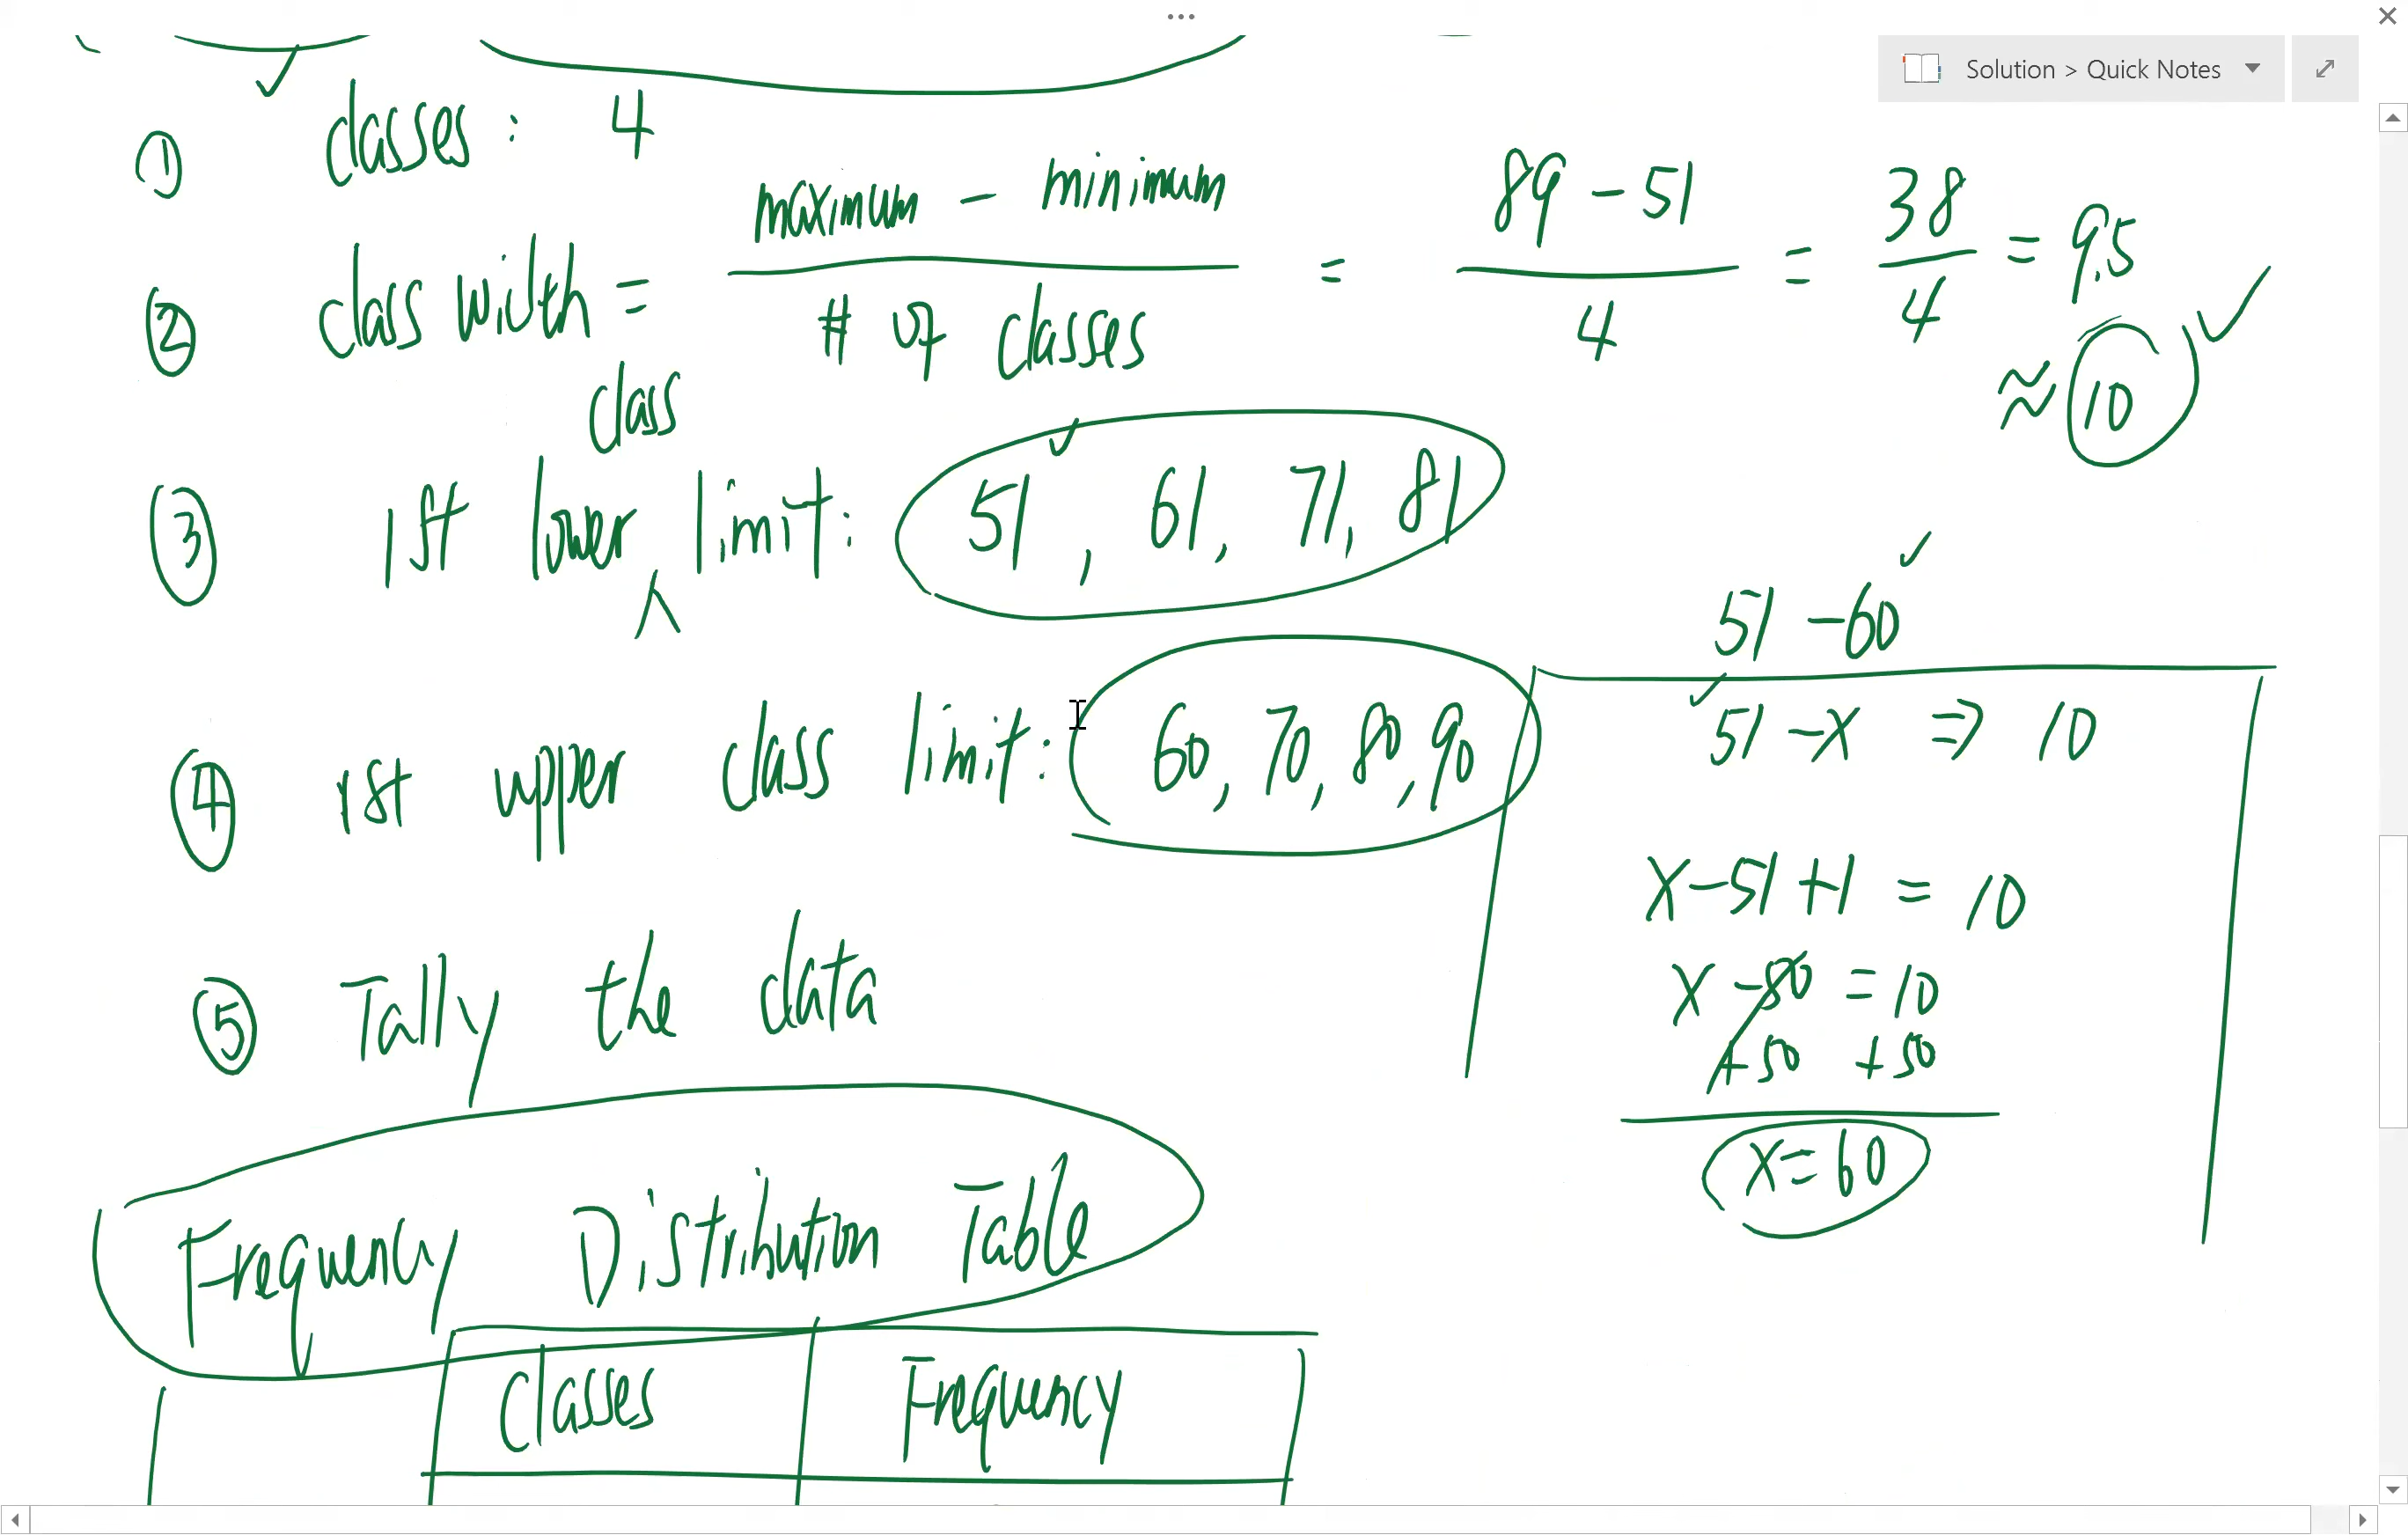 Solution > Quick Notes
① classes: 4
② class width = maximum - minimum / # of classes = 89 - 51 / 4 = 38 / 4 = 9.5
≈ 10
③ 1st lower class limit: 51, 61, 71, 81
51 - 60
④ 1st upper class limit: 60, 70, 80, 90
51 - x ⇒ 10
x - 51 + 1 = 10
x - 50 = 10
+50 +50
x = 60
⑤ Tally the data
Frequency Distribution Table
Classes Frequency